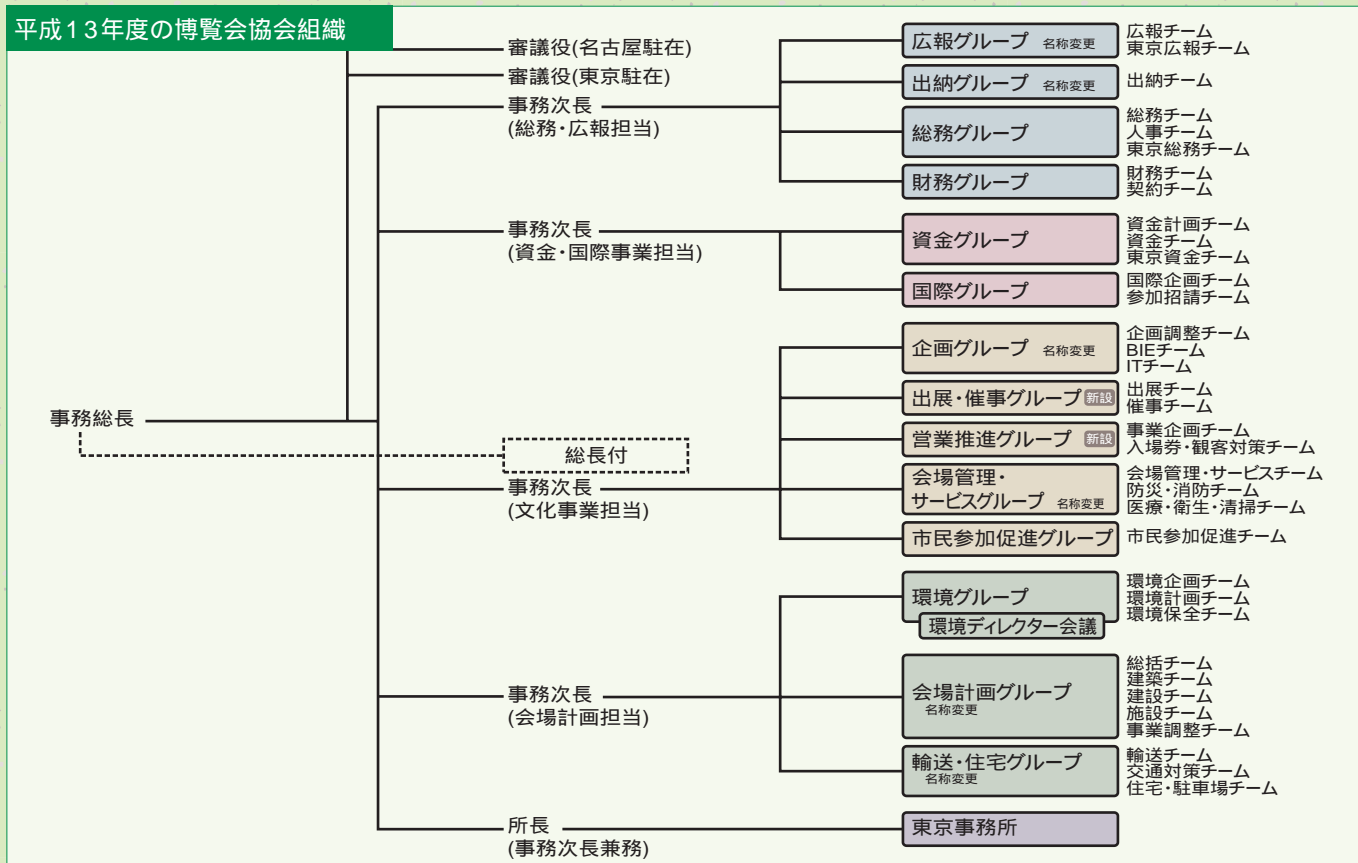 平成13年度の博覧会協会組織
審議役(名古屋駐在)
審議役(東京駐在)
事務次長
(総務・広報担当)
広報グループ 名称変更
広報チーム
東京広報チーム
出納グループ 名称変更
出納チーム
総務グループ
総務チーム
人事チーム
東京総務チーム
財務グループ
財務チーム
契約チーム
事務次長
(資金・国際事業担当)
資金グループ
資金計画チーム
資金チーム
東京資金チーム
国際グループ
国際企画チーム
参加招請チーム
事務総長
総長付
事務次長
(文化事業担当)
企画グループ 名称変更
企画調整チーム
BIEチーム
ITチーム
出展・催事グループ 新設
出展チーム
催事チーム
営業推進グループ 新設
事業企画チーム
入場券・観客対策チーム
会場管理・
サービスグループ 名称変更
会場管理・サービスチーム
防災・消防チーム
医療・衛生・清掃チーム
市民参加促進グループ
市民参加促進チーム
事務次長
(会場計画担当)
環境グループ
環境ディレクター会議
環境企画チーム
環境計画チーム
環境保全チーム
会場計画グループ
名称変更
総括チーム
建築チーム
建設チーム
施設チーム
事業調整チーム
輸送・住宅グループ
名称変更
輸送チーム
交通対策チーム
住宅・駐車場チーム
所長
(事務次長兼務)
東京事務所